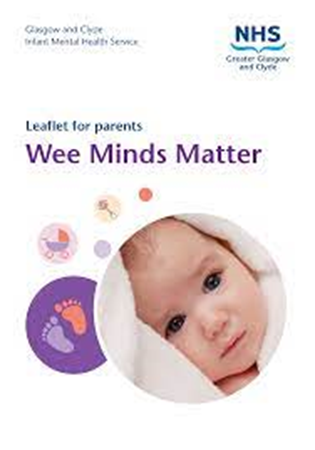 Glasgow and Clyde
Infant Mental Health Service
NHS
Greater Glasgow
and Clyde
Leaflet for parents
Wee Minds Matter